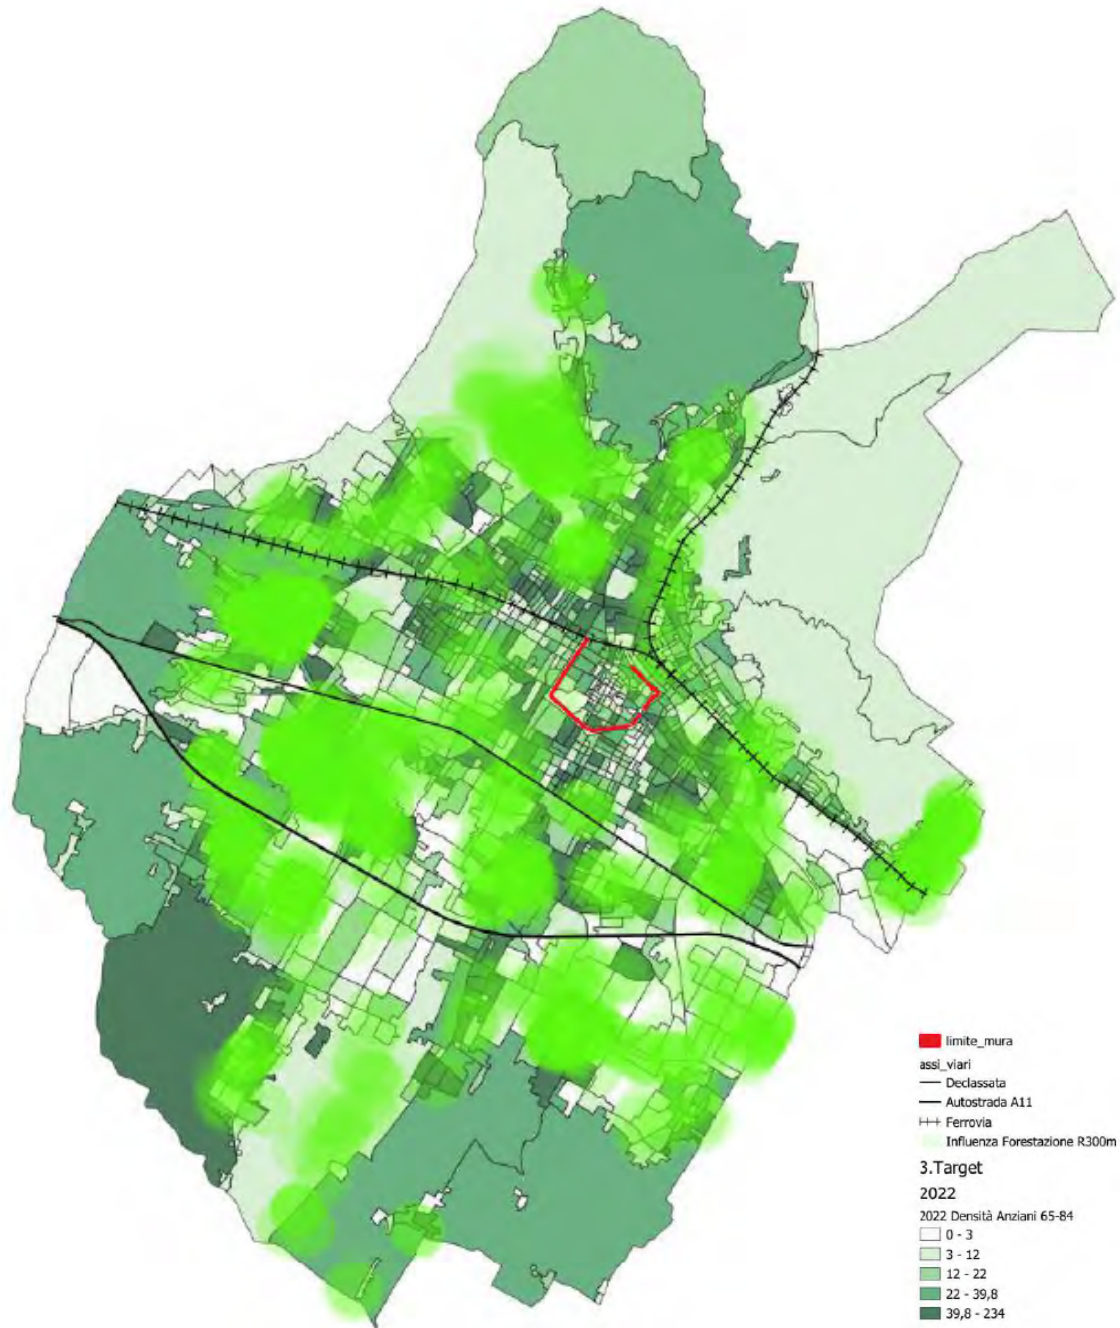 limite_mura
assi_viari
Declassata
Autostrada A11
Ferrovia
Influenza Forestazione R300m
3.Target
2022
2022 Densità Anziani 65-84
0 - 3
3 - 12
12 - 22
22 - 39,8
39,8 - 234